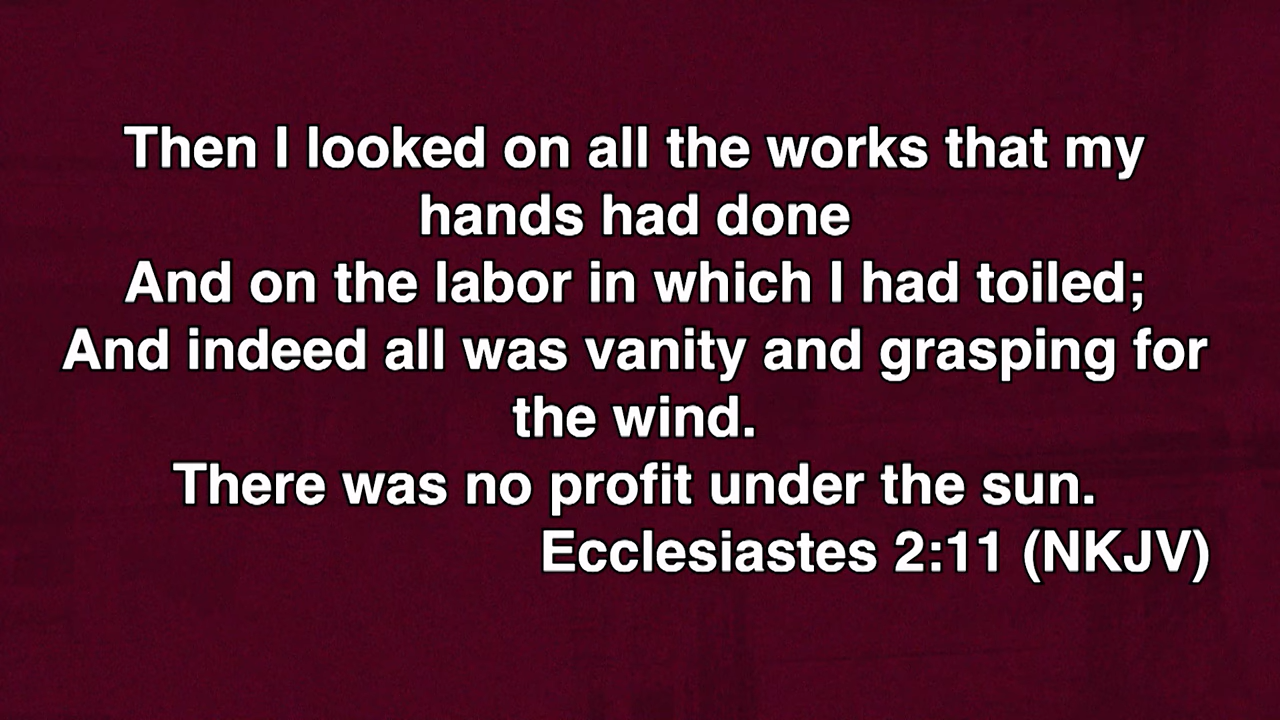 Then I looked on all the works that my
hands had done
And on the labor in which I had toiled;
And indeed all was vanity and grasping for
the wind.
There was no profit under the sun.
Ecclesiastes 2:11 (NKJV)